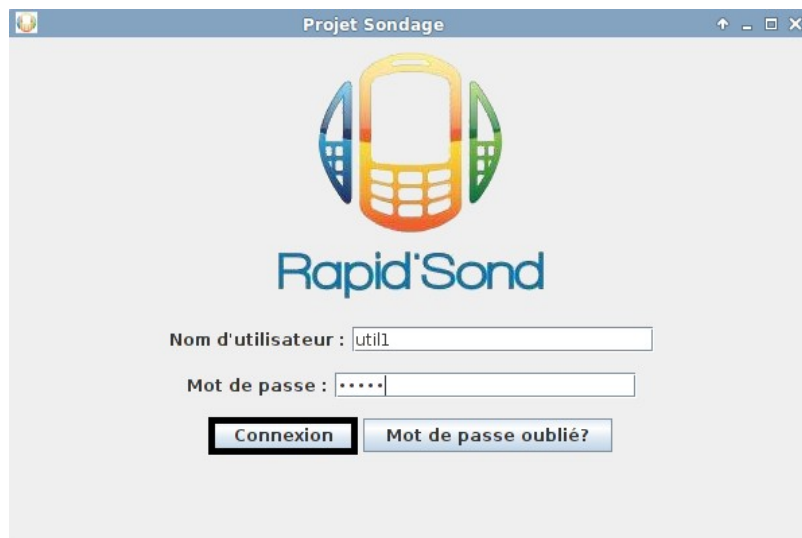 Projet Sondage
Rapid'Sond
Nom d'utilisateur : util1
Mot de passe : •••••
Connexion Mot de passe oublié?